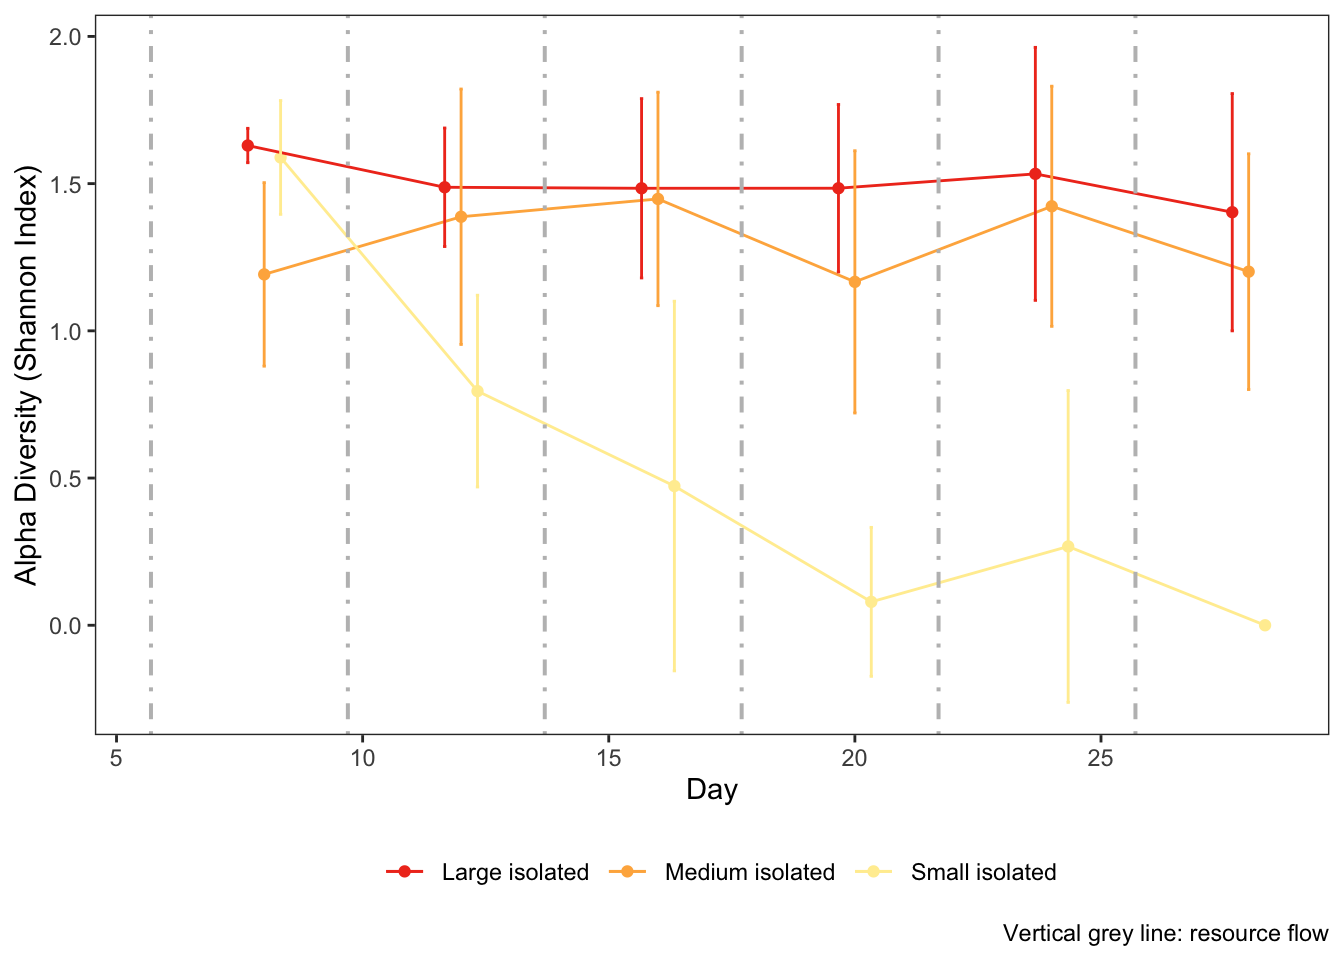 2.0
1.5
1.0
0.5
0.0
Alpha Diversity (Shannon Index)
5 10 15 20 25
Day
Large isolated Medium isolated Small isolated
Vertical grey line: resource flow